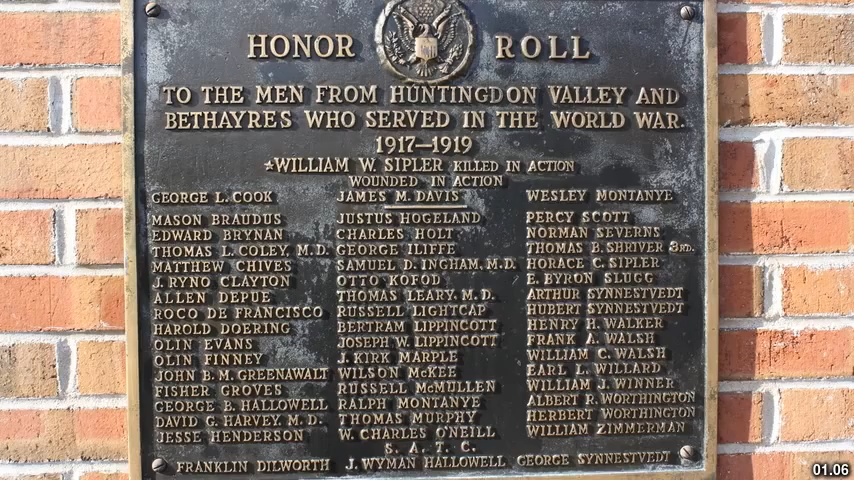 HONOR ROLL
TO THE MEN FROM HUNTINGDON VALLEY AND
BETHAYRES WHO SERVED IN THE WORLD WAR.
1917—1919
★WILLIAM W. SIPLER KILLED IN ACTION
WOUNDED IN ACTION
GEORGE L. COOK JAMES M. DAVIS WESLEY MONTANYE
MASON BRAUDUS JUSTUS HOGELAND PERCY SCOTT
EDWARD BRYNAN CHARLES HOLT NORMAN SEVERNS
THOMAS L. COLEY, M.D. GEORGE ILIFFE THOMAS B. SHRIVER 3RD.
MATTHEW CHIVES SAMUEL D. INGHAM, M.D. HORACE C. SIPLER
J. RYNO CLAYTON OTTO KOFOD E. BYRON SLUGG
ALLEN DEPUE THOMAS LEARY, M.D. ARTHUR SYNNESTVEDT
ROCO DE FRANCISCO RUSSELL LIGHTCAP HUBERT SYNNESTVEDT
HAROLD DOERING BERTRAM LIPPINCOTT HENRY H. WALKER
OLIN EVANS JOSEPH W. LIPPINCOTT FRANK A. WALSH
OLIN FINNEY J. KIRK MARPLE WILLIAM C. WALSH
JOHN B. M. GREENAWALT WILSON McKEE EARL L. WILLARD
FISHER GROVES RUSSELL McMULLEN WILLIAM J. WINNER
GEORGE B. HALLOWELL RALPH MONTANYE ALBERT R. WORTHINGTON
DAVID G. HARVEY, M.D. THOMAS MURPHY HERBERT WORTHINGTON
JESSE HENDERSON W. CHARLES O'NEILL WILLIAM ZIMMERMAN
S. A. T. C.
FRANKLIN DILWORTH J. WYMAN HALLOWELL GEORGE SYNNESTVEDT
01.06